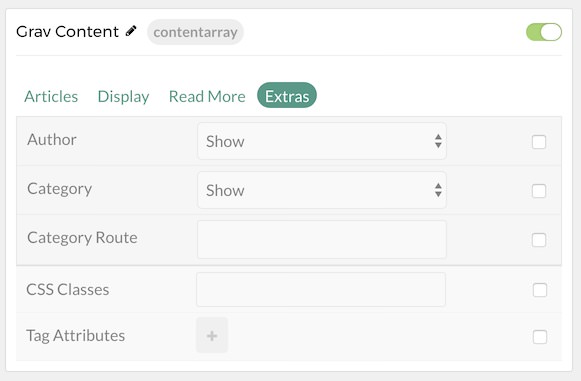 Grav Content contentarray
Articles Display Read More Extras
Author Show
Category Show
Category Route
CSS Classes
Tag Attributes +